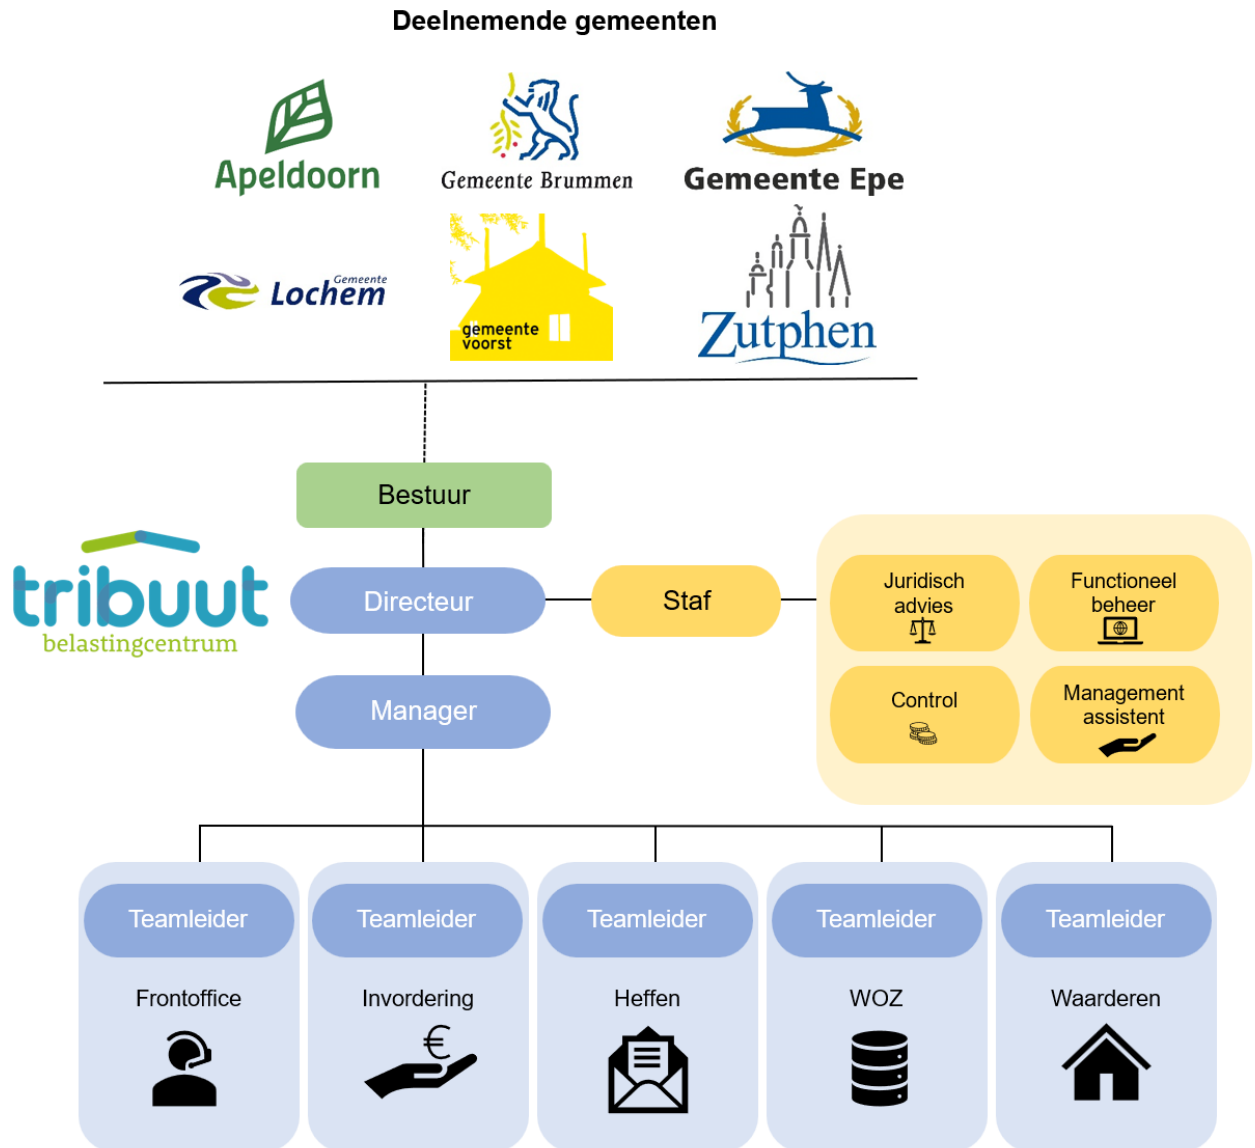 Deelnemende gemeenten
Apeldoorn
Gemeente Brummen
Gemeente Epe
Gemeente
Lochem
gemeente
voorst
Zutphen
Bestuur
tribuut
belastingcentrum
Directeur
Staf
Juridisch
advies
Functioneel
beheer
Manager
Control
Management
assistent
Teamleider
Teamleider
Teamleider
Teamleider
Teamleider
Frontoffice
Invordering
Heffen
WOZ
Waarderen
€